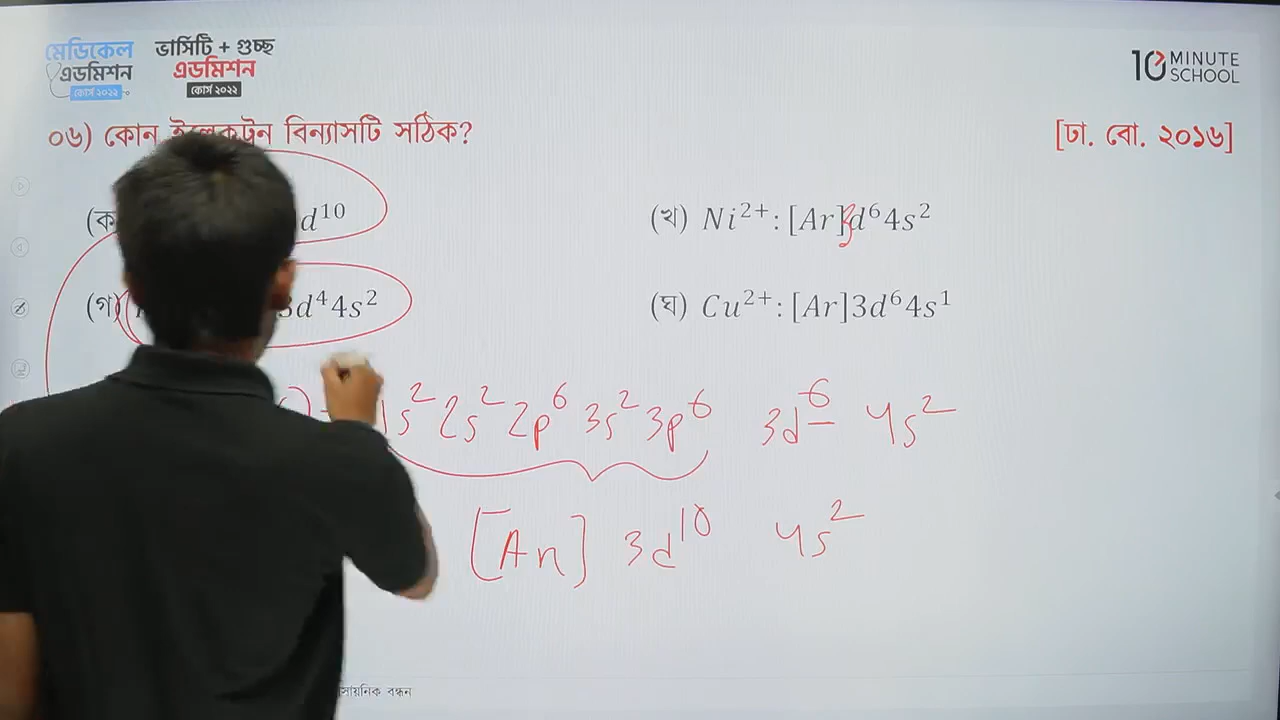 মেডিকেল
এডমিশন
কোর্স ২০২২
ভার্সিটি + গুচ্ছ
এডমিশন
কোর্স ২০২২
10 MINUTE SCHOOL
০৬) কোন ইলেকট্রন বিন্যাসটি সঠিক?
[ঢা. বো. ২০১৬]
(ক d¹⁰
(খ) Ni²⁺: [Ar]3d⁶4s²
(গ) 3d⁴4s²
(ঘ) Cu²⁺: [Ar]3d⁶4s¹
1s² 2s² 2p⁶ 3s² 3p⁶ 3d⁶ 4s²
[Ar] 3d¹⁰ 4s²
বন্ধন